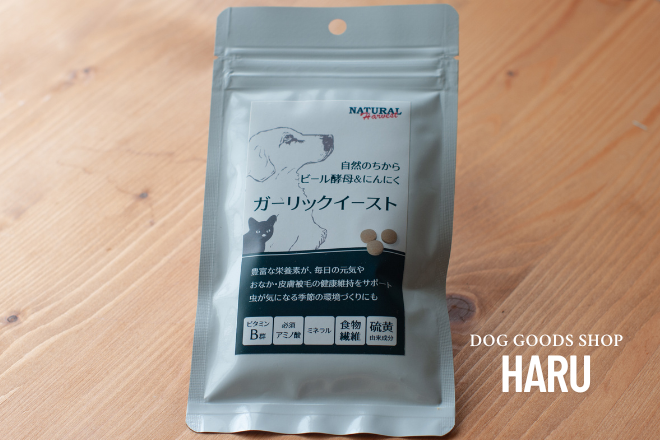 NATURAL
Harvest
自然のちから
ビール酵母&にんにく
ガーリックイースト
豊富な栄養素が、毎日の元気や
おなか・皮膚被毛の健康維持をサポート
虫が気になる季節の環境づくりにも
ビタミン
B群
必須
アミノ酸
ミネラル
食物
繊維
硫黄
由来成分
DOG GOODS SHOP
HARU